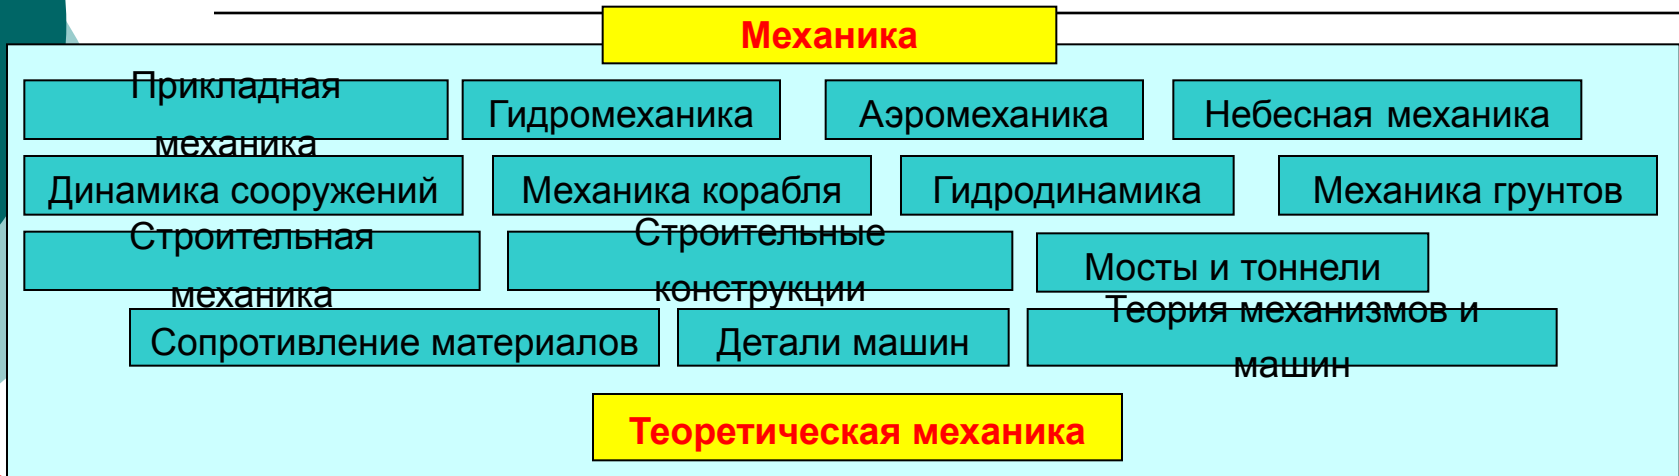 Механика
Прикладная
механика
Гидромеханика
Аэромеханика
Небесная механика
Динамика сооружений
Механика корабля
Гидродинамика
Механика грунтов
Строительная
механика
Строительные
конструкции
Мосты и тоннели
Сопротивление материалов
Детали машин
Теория механизмов и
машин
Теоретическая механика